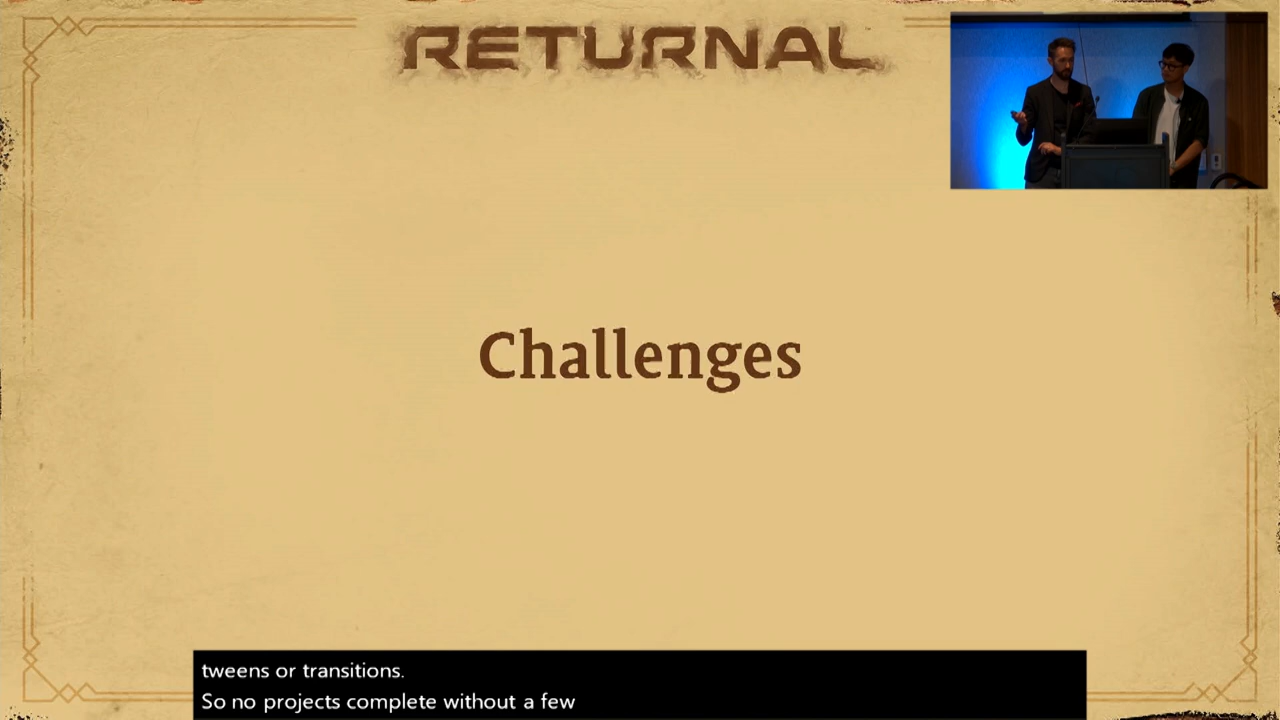 RETURNAL
Challenges
tweens or transitions.
So no projects complete without a few